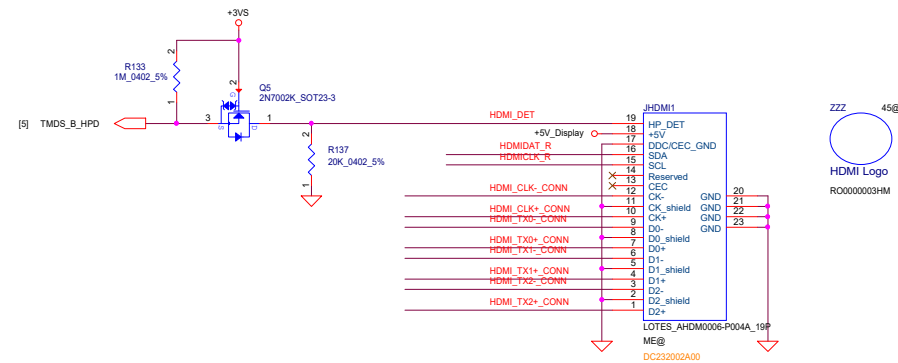 +3VS
2
R133
1M_0402_5%
1
2
G
Q5
2N7002K_SOT23-3
[5] TMDS_B_HPD
3
S
D
1
HDMI_DET
2
R137
20K_0402_5%
1
+5V_Display
HDMIDAT_R
HDMICLK_R
HDMI_CLK-_CONN
HDMI_CLK+_CONN
HDMI_TX0-_CONN
HDMI_TX0+_CONN
HDMI_TX1-_CONN
HDMI_TX1+_CONN
HDMI_TX2-_CONN
HDMI_TX2+_CONN
JHDMI1
19 HP_DET
18 +5V
17 DDC/CEC_GND
16 SDA
15 SCL
14 Reserved
13 CEC
12 CK- GND 20
11 CK_shield GND 21
10 CK+ GND 22
9 D0- GND 23
8 D0_shield
7 D0+
6 D1-
5 D1_shield
4 D1+
3 D2-
2 D2_shield
1 D2+
LOTES_AHDM0006-P004A_19P
ME@
DC232002A00
ZZZ 45@
HDMI Logo
RO0000003HM